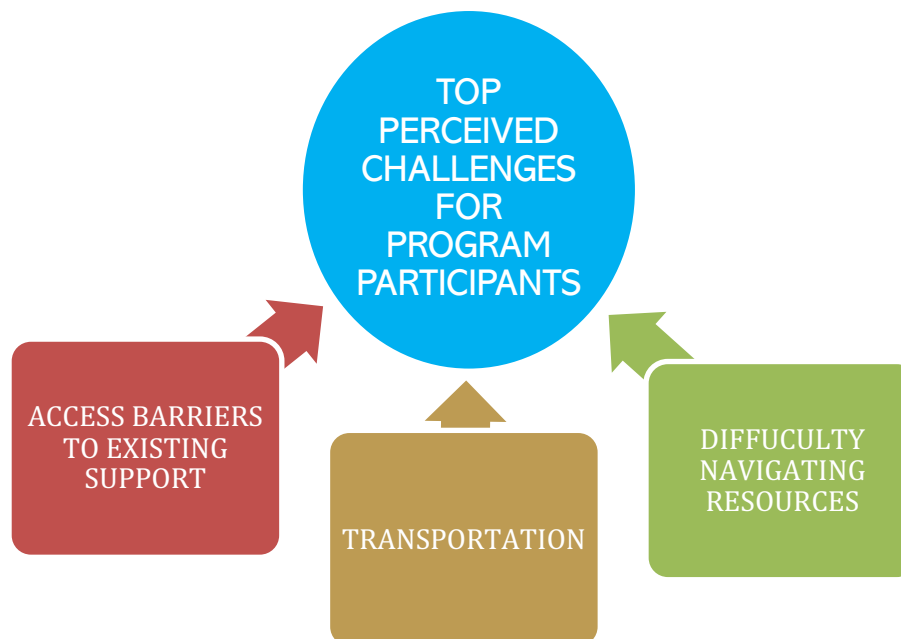 TOP
PERCEIVED
CHALLENGES
FOR
PROGRAM
PARTICIPANTS
ACCESS BARRIERS
TO EXISTING
SUPPORT
TRANSPORTATION
DIFFUCULTY
NAVIGATING
RESOURCES